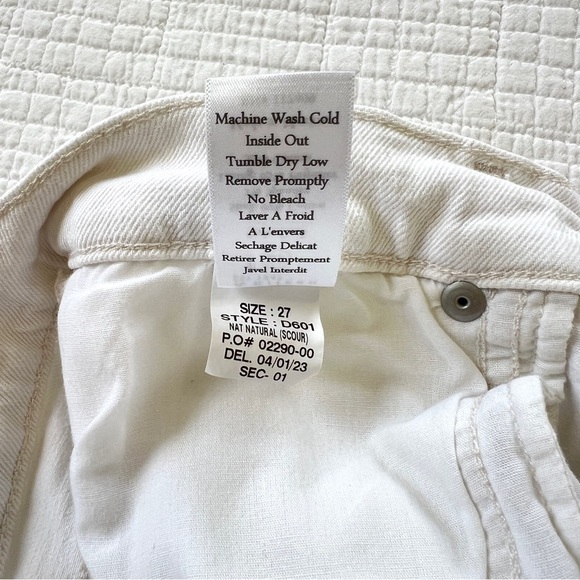 Machine Wash Cold
Inside Out
Tumble Dry Low
Remove Promptly
No Bleach
Laver A Froid
A L'envers
Sechage Delicat
Retirer Promptement
Javel Interdit
SIZE : 27
STYLE : D601
NAT NATURAL (SCOUR)
P.O# 02290-00
DEL. 04/01/23
SEC- 01